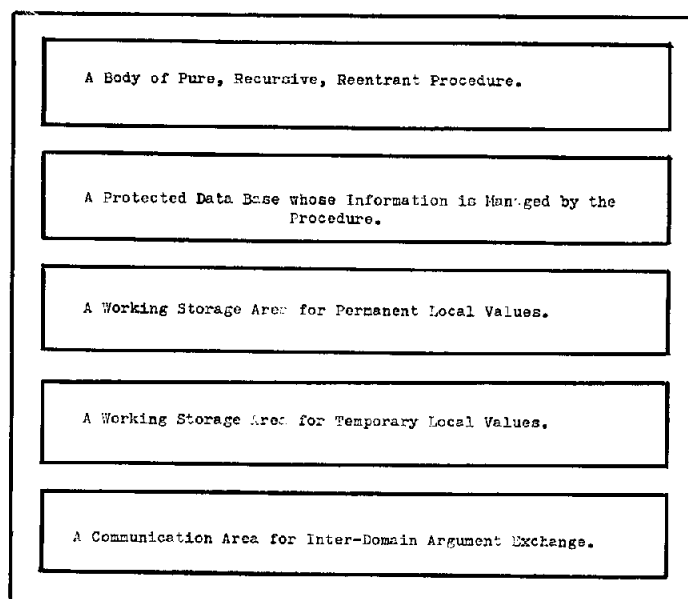 A Body of Pure, Recursive, Reentrant Procedure.
A Protected Data Base whose Information is Managed by the
Procedure.
A Working Storage Area for Permanent Local Values.
A Working Storage Area for Temporary Local Values.
A Communication Area for Inter-Domain Argument Exchange.